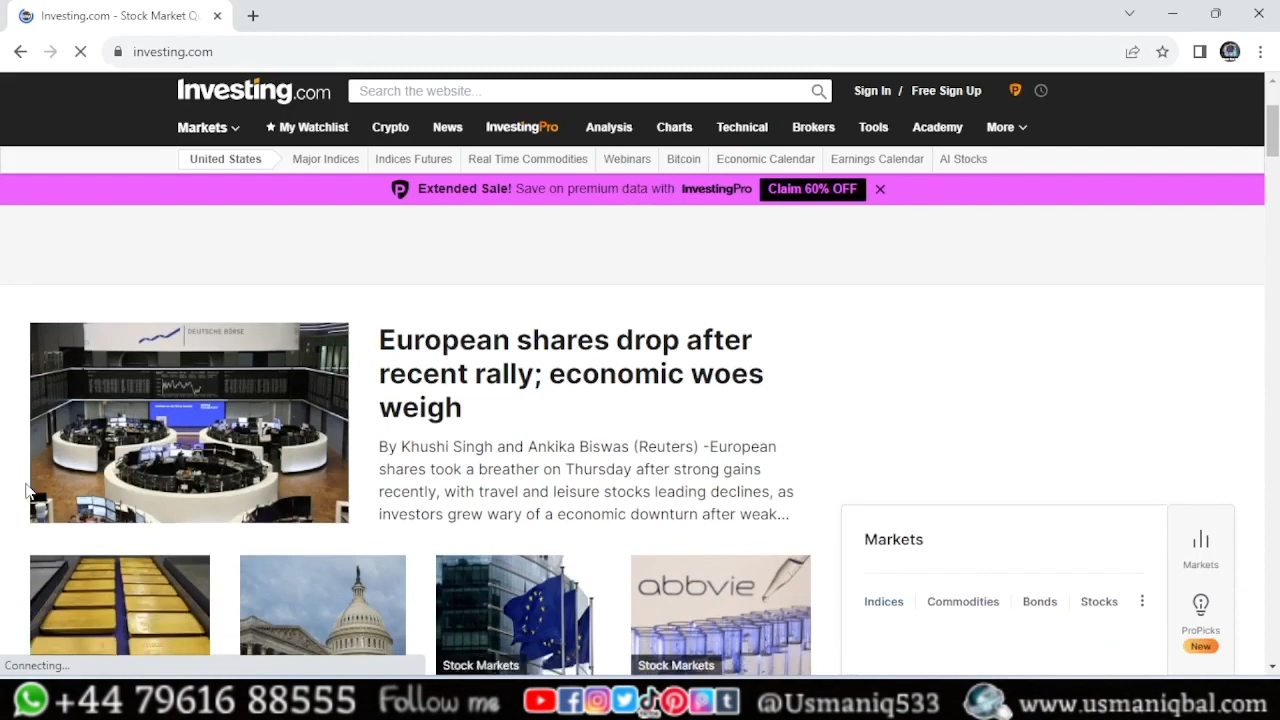 Investing.com - Stock Market Qu
investing.com
Investing.com
Search the website...
Sign In / Free Sign Up
Markets
My Watchlist
Crypto
News
InvestingPro
Analysis
Charts
Technical
Brokers
Tools
Academy
More
United States
Major Indices
Indices Futures
Real Time Commodities
Webinars
Bitcoin
Economic Calendar
Earnings Calendar
AI Stocks
Extended Sale! Save on premium data with InvestingPro
Claim 60% OFF
DEUTSCHE BÖRSE
European shares drop after
recent rally; economic woes
weigh
By Khushi Singh and Ankika Biswas (Reuters) -European
shares took a breather on Thursday after strong gains
recently, with travel and leisure stocks leading declines, as
investors grew wary of a economic downturn after weak...
Markets
Indices
Commodities
Bonds
Stocks
Markets
ProPicks
New
abbvie
Stock Markets
Stock Markets
Connecting...
+44 79616 88555
Follow me
@Usmaniq533
www.usmaniqbal.com